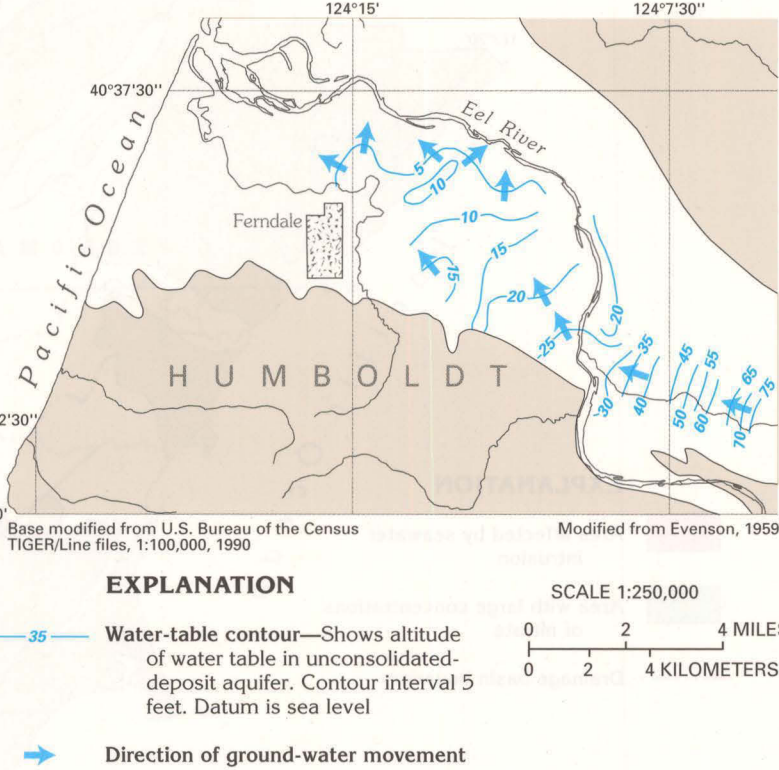 124°15'
124°7'30"
40°37'30"
Eel River
Pacific Ocean
5
10
Ferndale
10
15
15
20
20
25
35
45
55
65
75
30
40
50
60
70
HUMBOLDT
2'30"
Base modified from U.S. Bureau of the Census
TIGER/Line files, 1:100,000, 1990
Modified from Evenson, 1959
EXPLANATION
35
Water-table contour—Shows altitude
of water table in unconsolidated-
deposit aquifer. Contour interval 5
feet. Datum is sea level
Direction of ground-water movement
SCALE 1:250,000
0 2 4 MILES
0 2 4 KILOMETERS